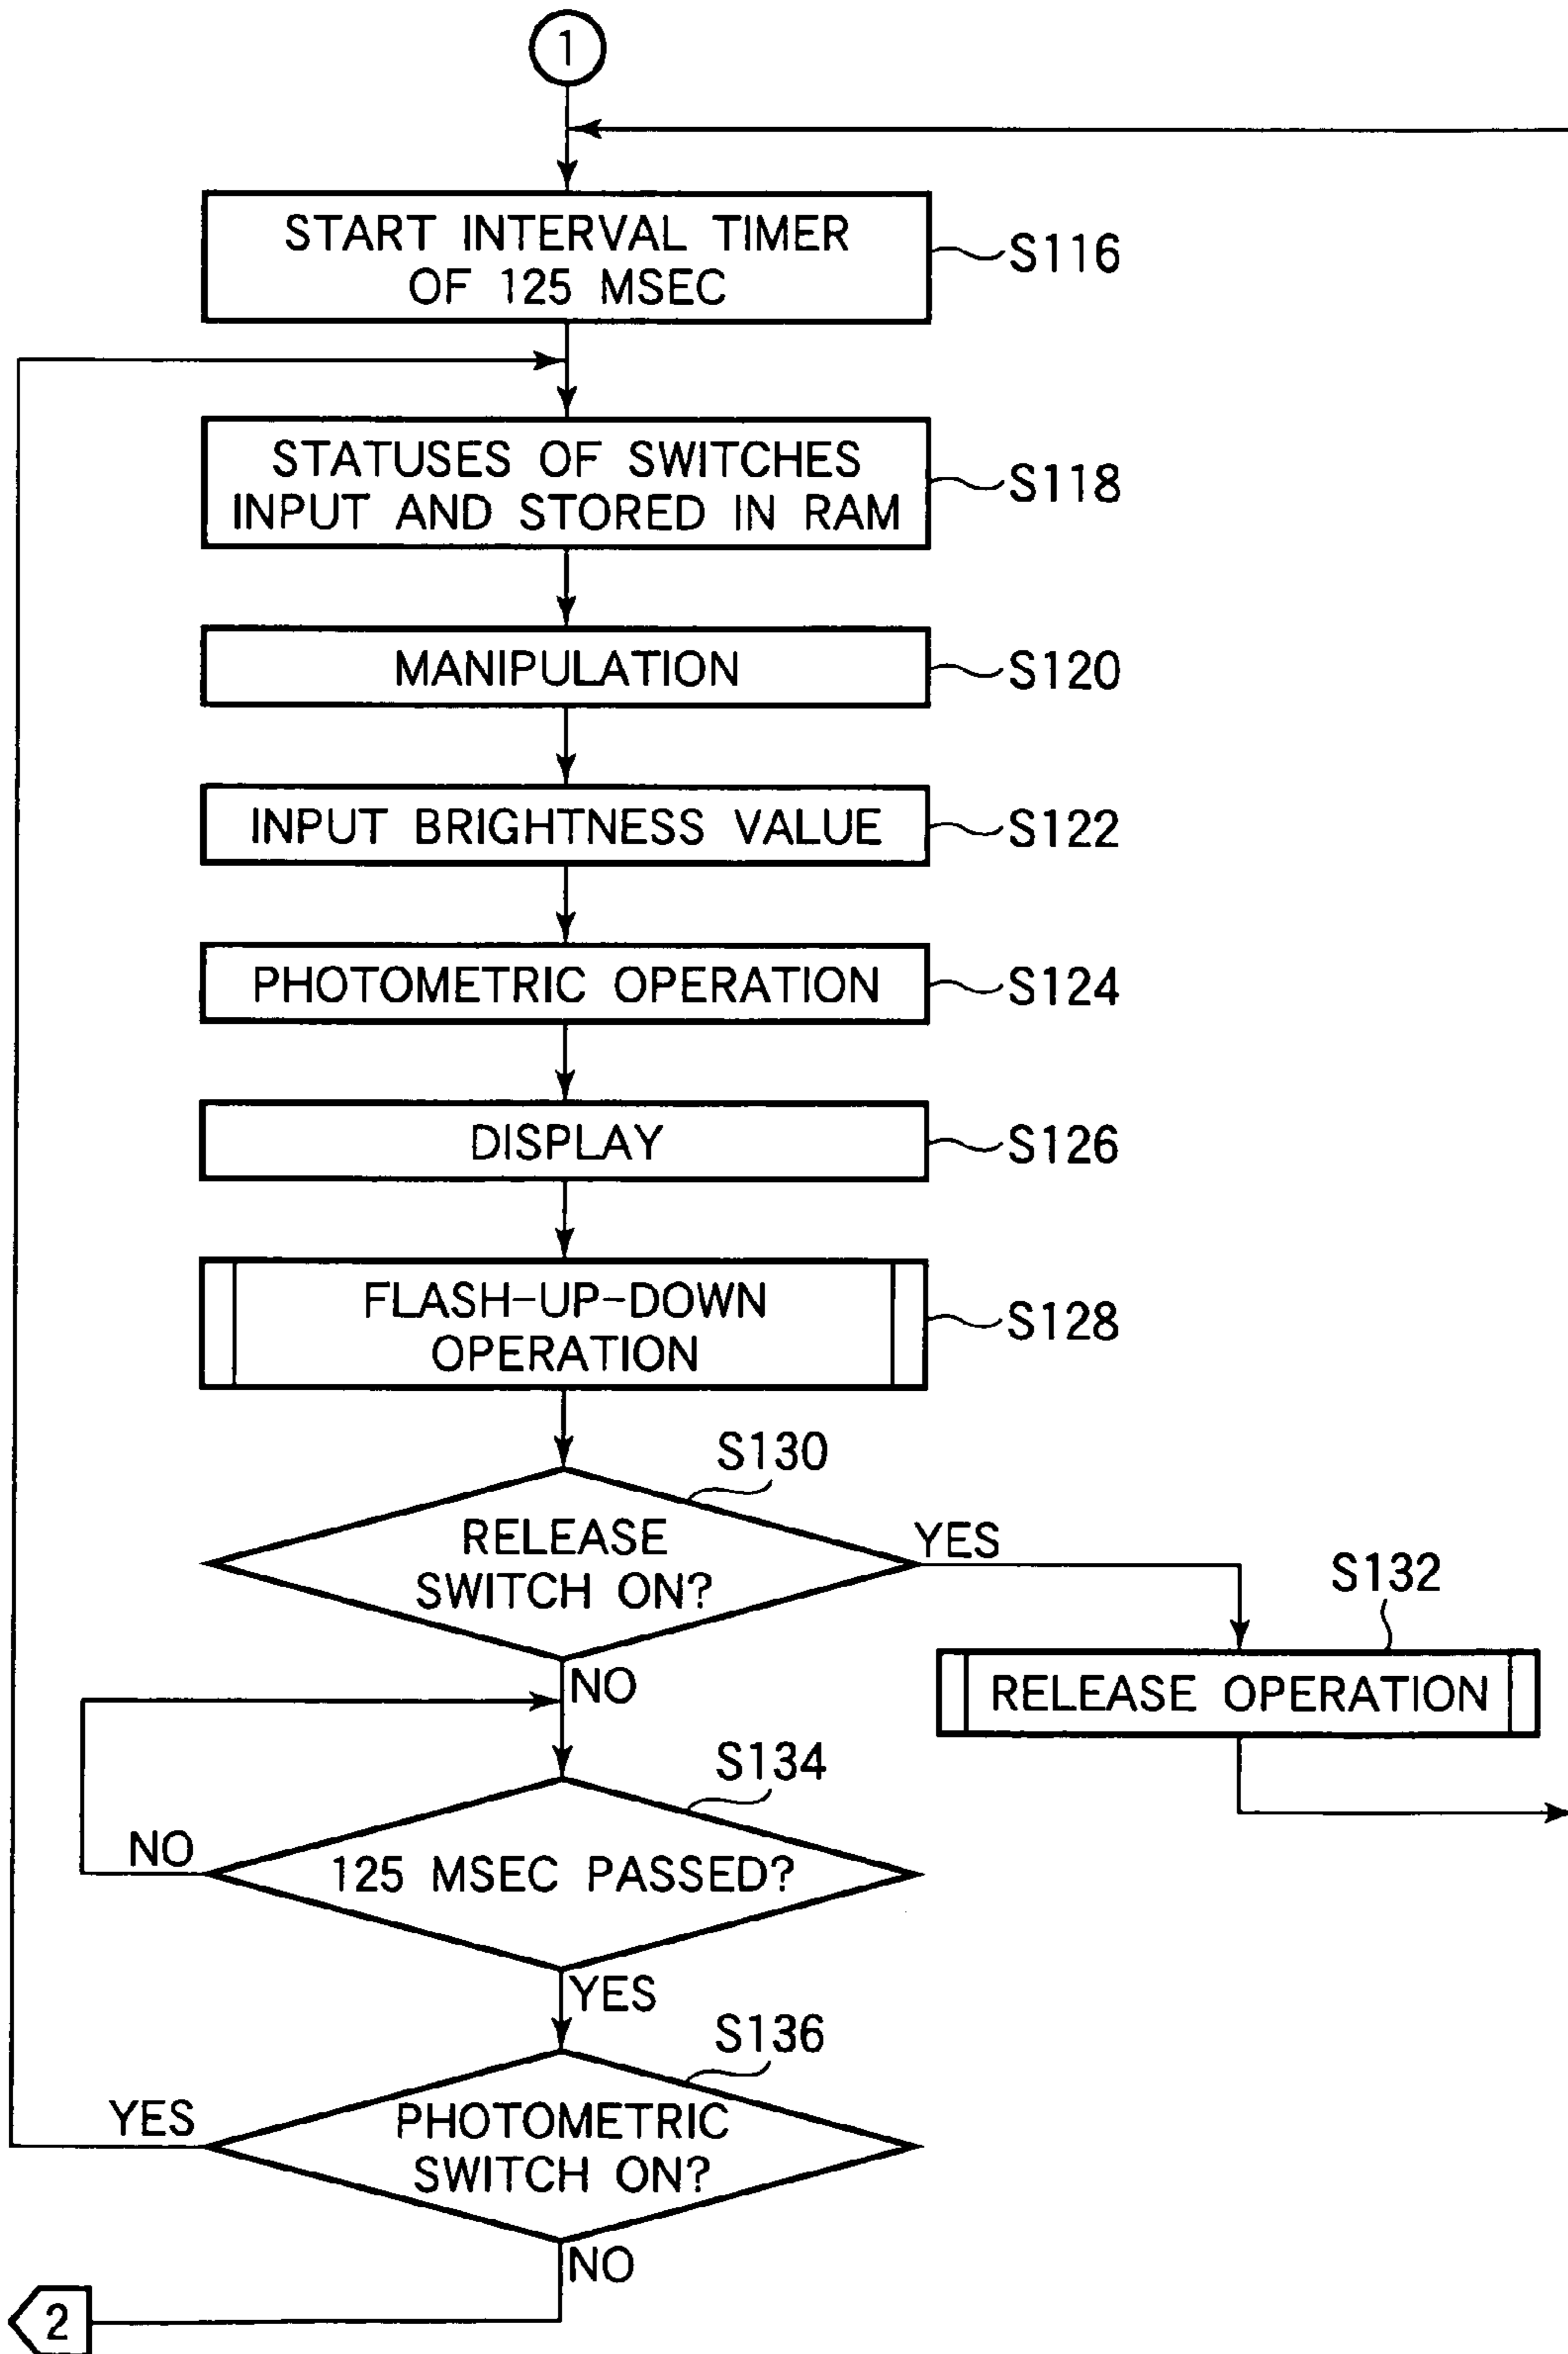 1
START INTERVAL TIMER
OF 125 MSEC
S116
STATUSES OF SWITCHES
INPUT AND STORED IN RAM
S118
MANIPULATION
S120
INPUT BRIGHTNESS VALUE
S122
PHOTOMETRIC OPERATION
S124
DISPLAY
S126
FLASH-UP-DOWN
OPERATION
S128
S130
RELEASE
SWITCH ON?
YES
S132
RELEASE OPERATION
NO
S134
NO
125 MSEC PASSED?
YES
S136
YES
PHOTOMETRIC
SWITCH ON?
NO
2